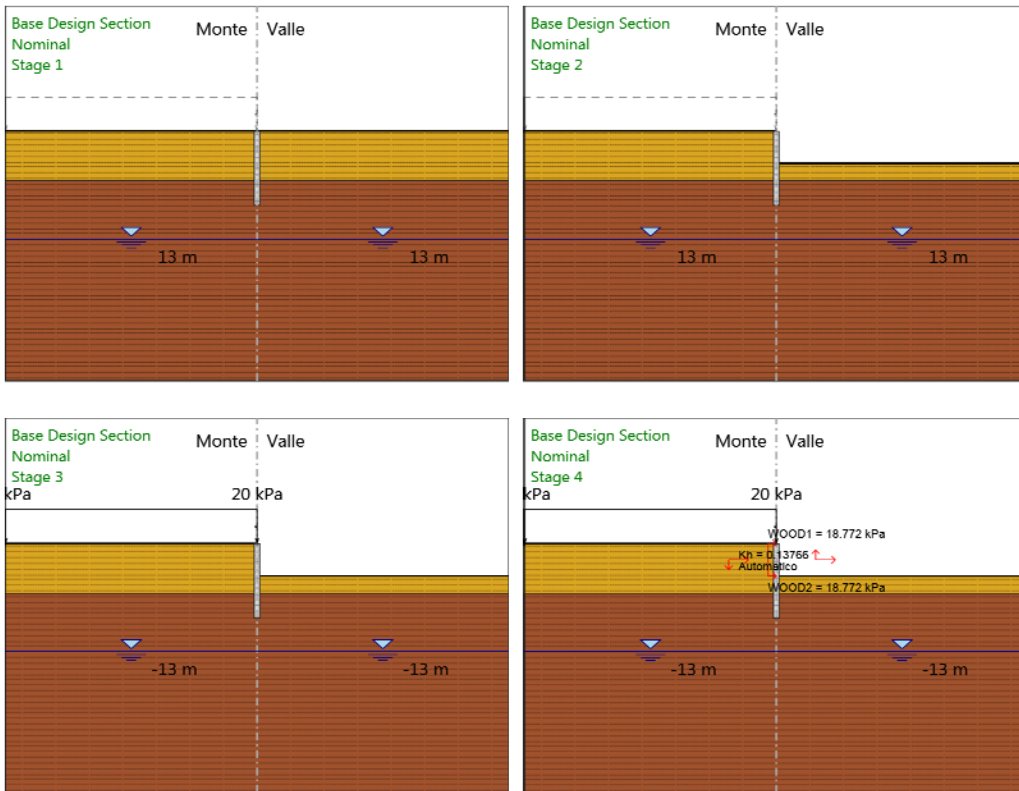 Base Design Section
Nominal
Stage 1
Monte Valle
13 m 13 m
Base Design Section
Nominal
Stage 2
Monte Valle
13 m 13 m
Base Design Section
Nominal
Stage 3
Monte Valle
kPa 20 kPa
-13 m -13 m
Base Design Section
Nominal
Stage 4
Monte Valle
kPa 20 kPa
WOOD1 = 18.772 kPa
Kh = 0.13766
Automatico
WOOD2 = 18.772 kPa
-13 m -13 m